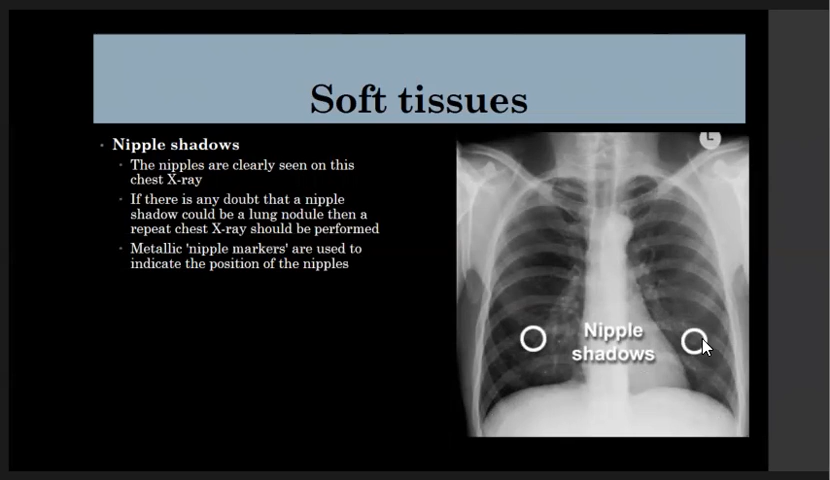 Soft tissues
Nipple shadows
The nipples are clearly seen on this
chest X-ray
If there is any doubt that a nipple
shadow could be a lung nodule then a
repeat chest X-ray should be performed
Metallic 'nipple markers' are used to
indicate the position of the nipples
L
Nipple
shadows